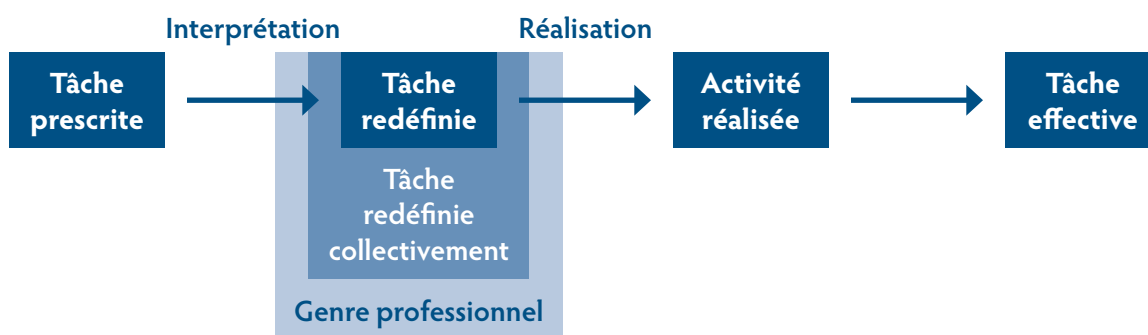 Interprétation
Réalisation
Tâche
prescrite
Tâche
redéfinie
Activité
réalisée
Tâche
effective
Tâche
redéfinie
collectivement
Genre professionnel